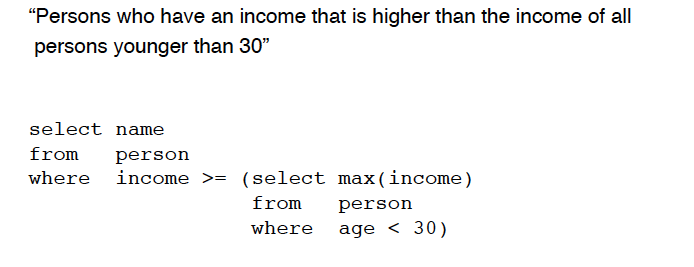 “Persons who have an income that is higher than the income of all
persons younger than 30”
select name
from person
where income >= (select max(income)
from person
where age < 30)